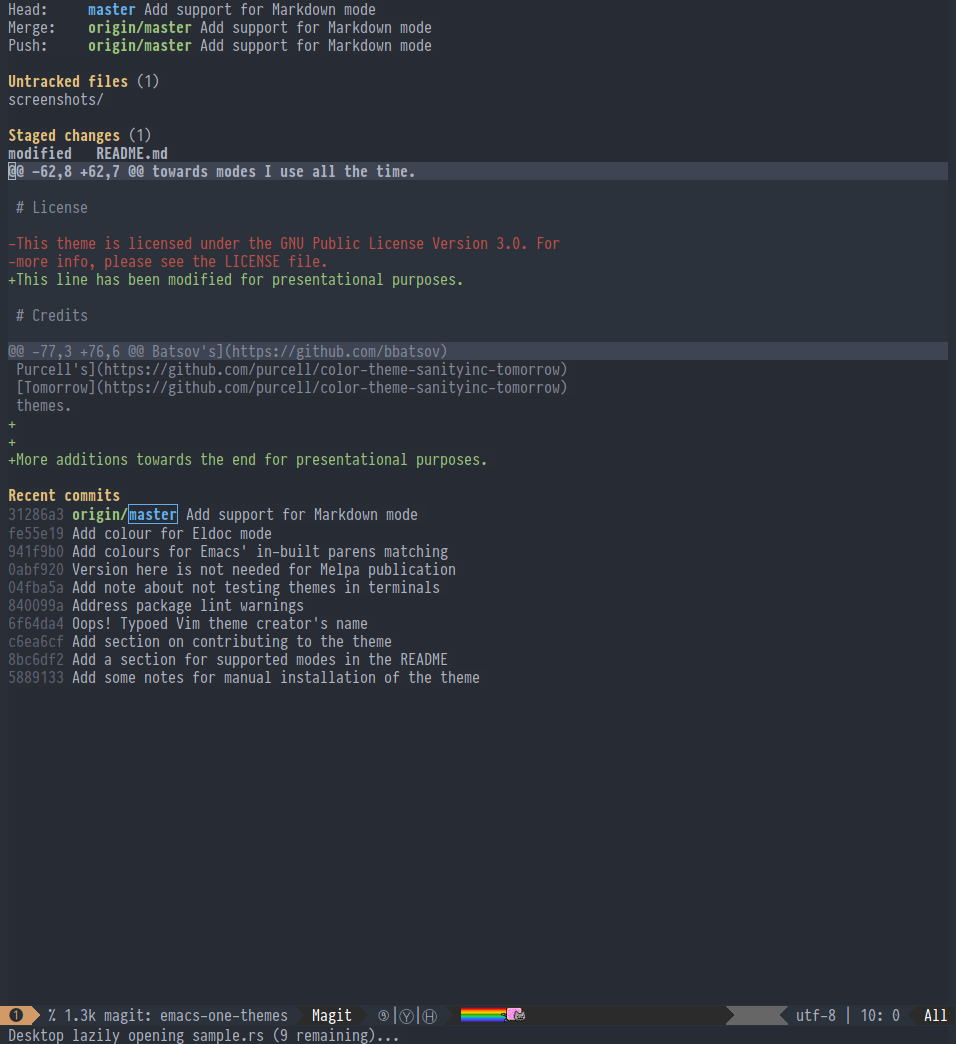 Head:     master Add support for Markdown mode
Merge:    origin/master Add support for Markdown mode
Push:     origin/master Add support for Markdown mode
Untracked files (1)
screenshots/
Staged changes (1)
modified   README.md
@@ -62,8 +62,7 @@ towards modes I use all the time.
# License
-This theme is licensed under the GNU Public License Version 3.0. For
-more info, please see the LICENSE file.
+This line has been modified for presentational purposes.
# Credits
@@ -77,3 +76,6 @@ Batsov's](https://github.com/bbatsov)
Purcell's](https://github.com/purcell/color-theme-sanityinc-tomorrow)
[Tomorrow](https://github.com/purcell/color-theme-sanityinc-tomorrow)
themes.
+
+
+More additions towards the end for presentational purposes.
Recent commits
31286a3 origin/master Add support for Markdown mode
fe55e19 Add colour for Eldoc mode
941f9b0 Add colours for Emacs' in-built parens matching
0abf920 Version here is not needed for Melpa publication
04fba5a Add note about not testing themes in terminals
840099a Address package lint warnings
6f64da4 Oops! Typoed Vim theme creator's name
c6ea6cf Add section on contributing to the theme
8bc6df2 Add a section for supported modes in the README
5889133 Add some notes for manual installation of the theme
❶ % 1.3k magit: emacs-one-themes Magit ⑨|Ⓨ|Ⓗ utf-8 | 10: 0 All
Desktop lazily opening sample.rs (9 remaining)...